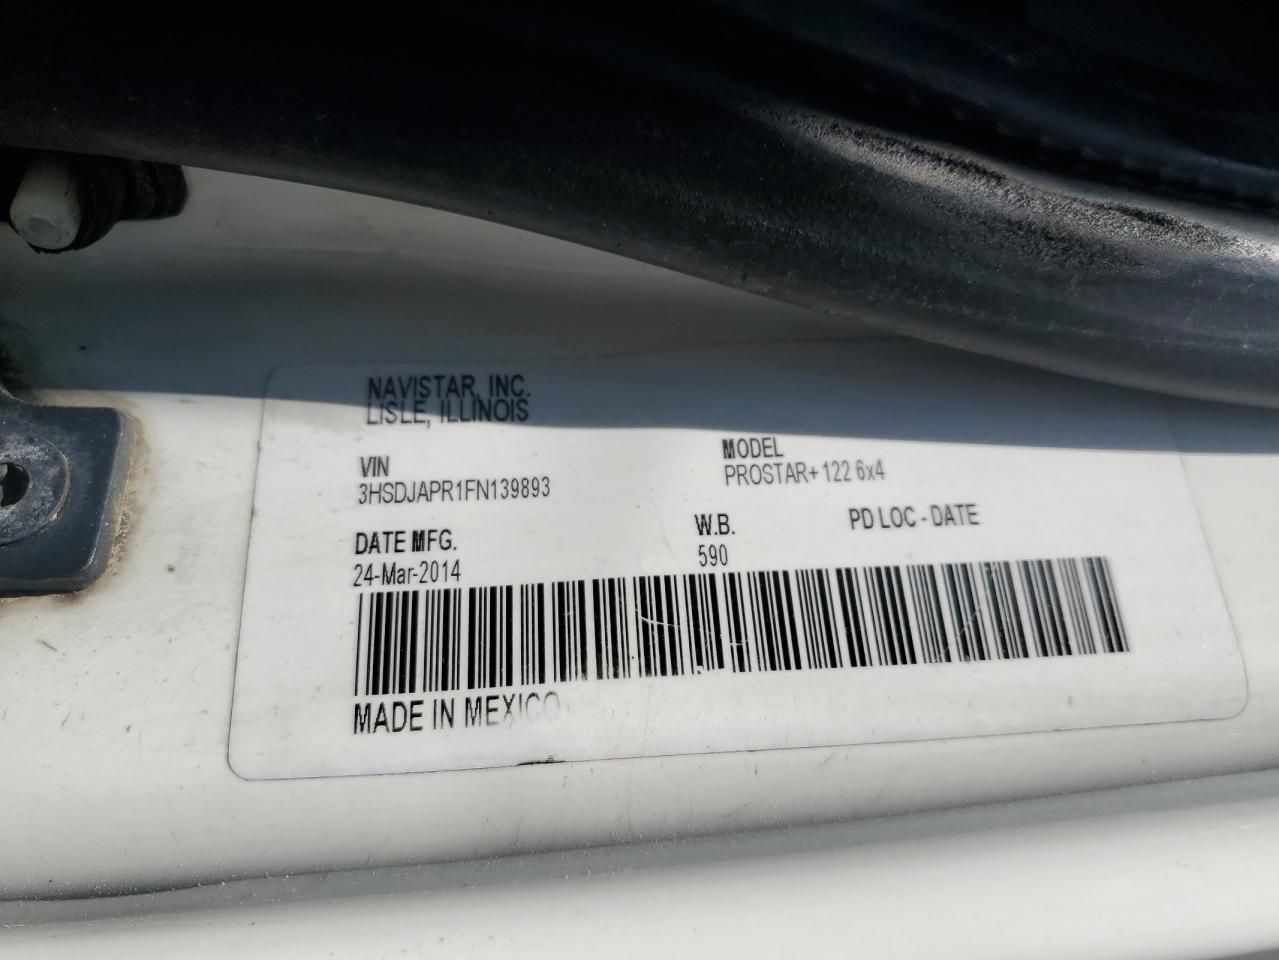 NAVISTAR, INC.
LISLE, ILLINOIS
VIN
3HSDJAPR1FN139893
MODEL
PROSTAR+ 122 6x4
DATE MFG.
24-Mar-2014
W.B.
590
PD LOC - DATE
MADE IN MEXICO